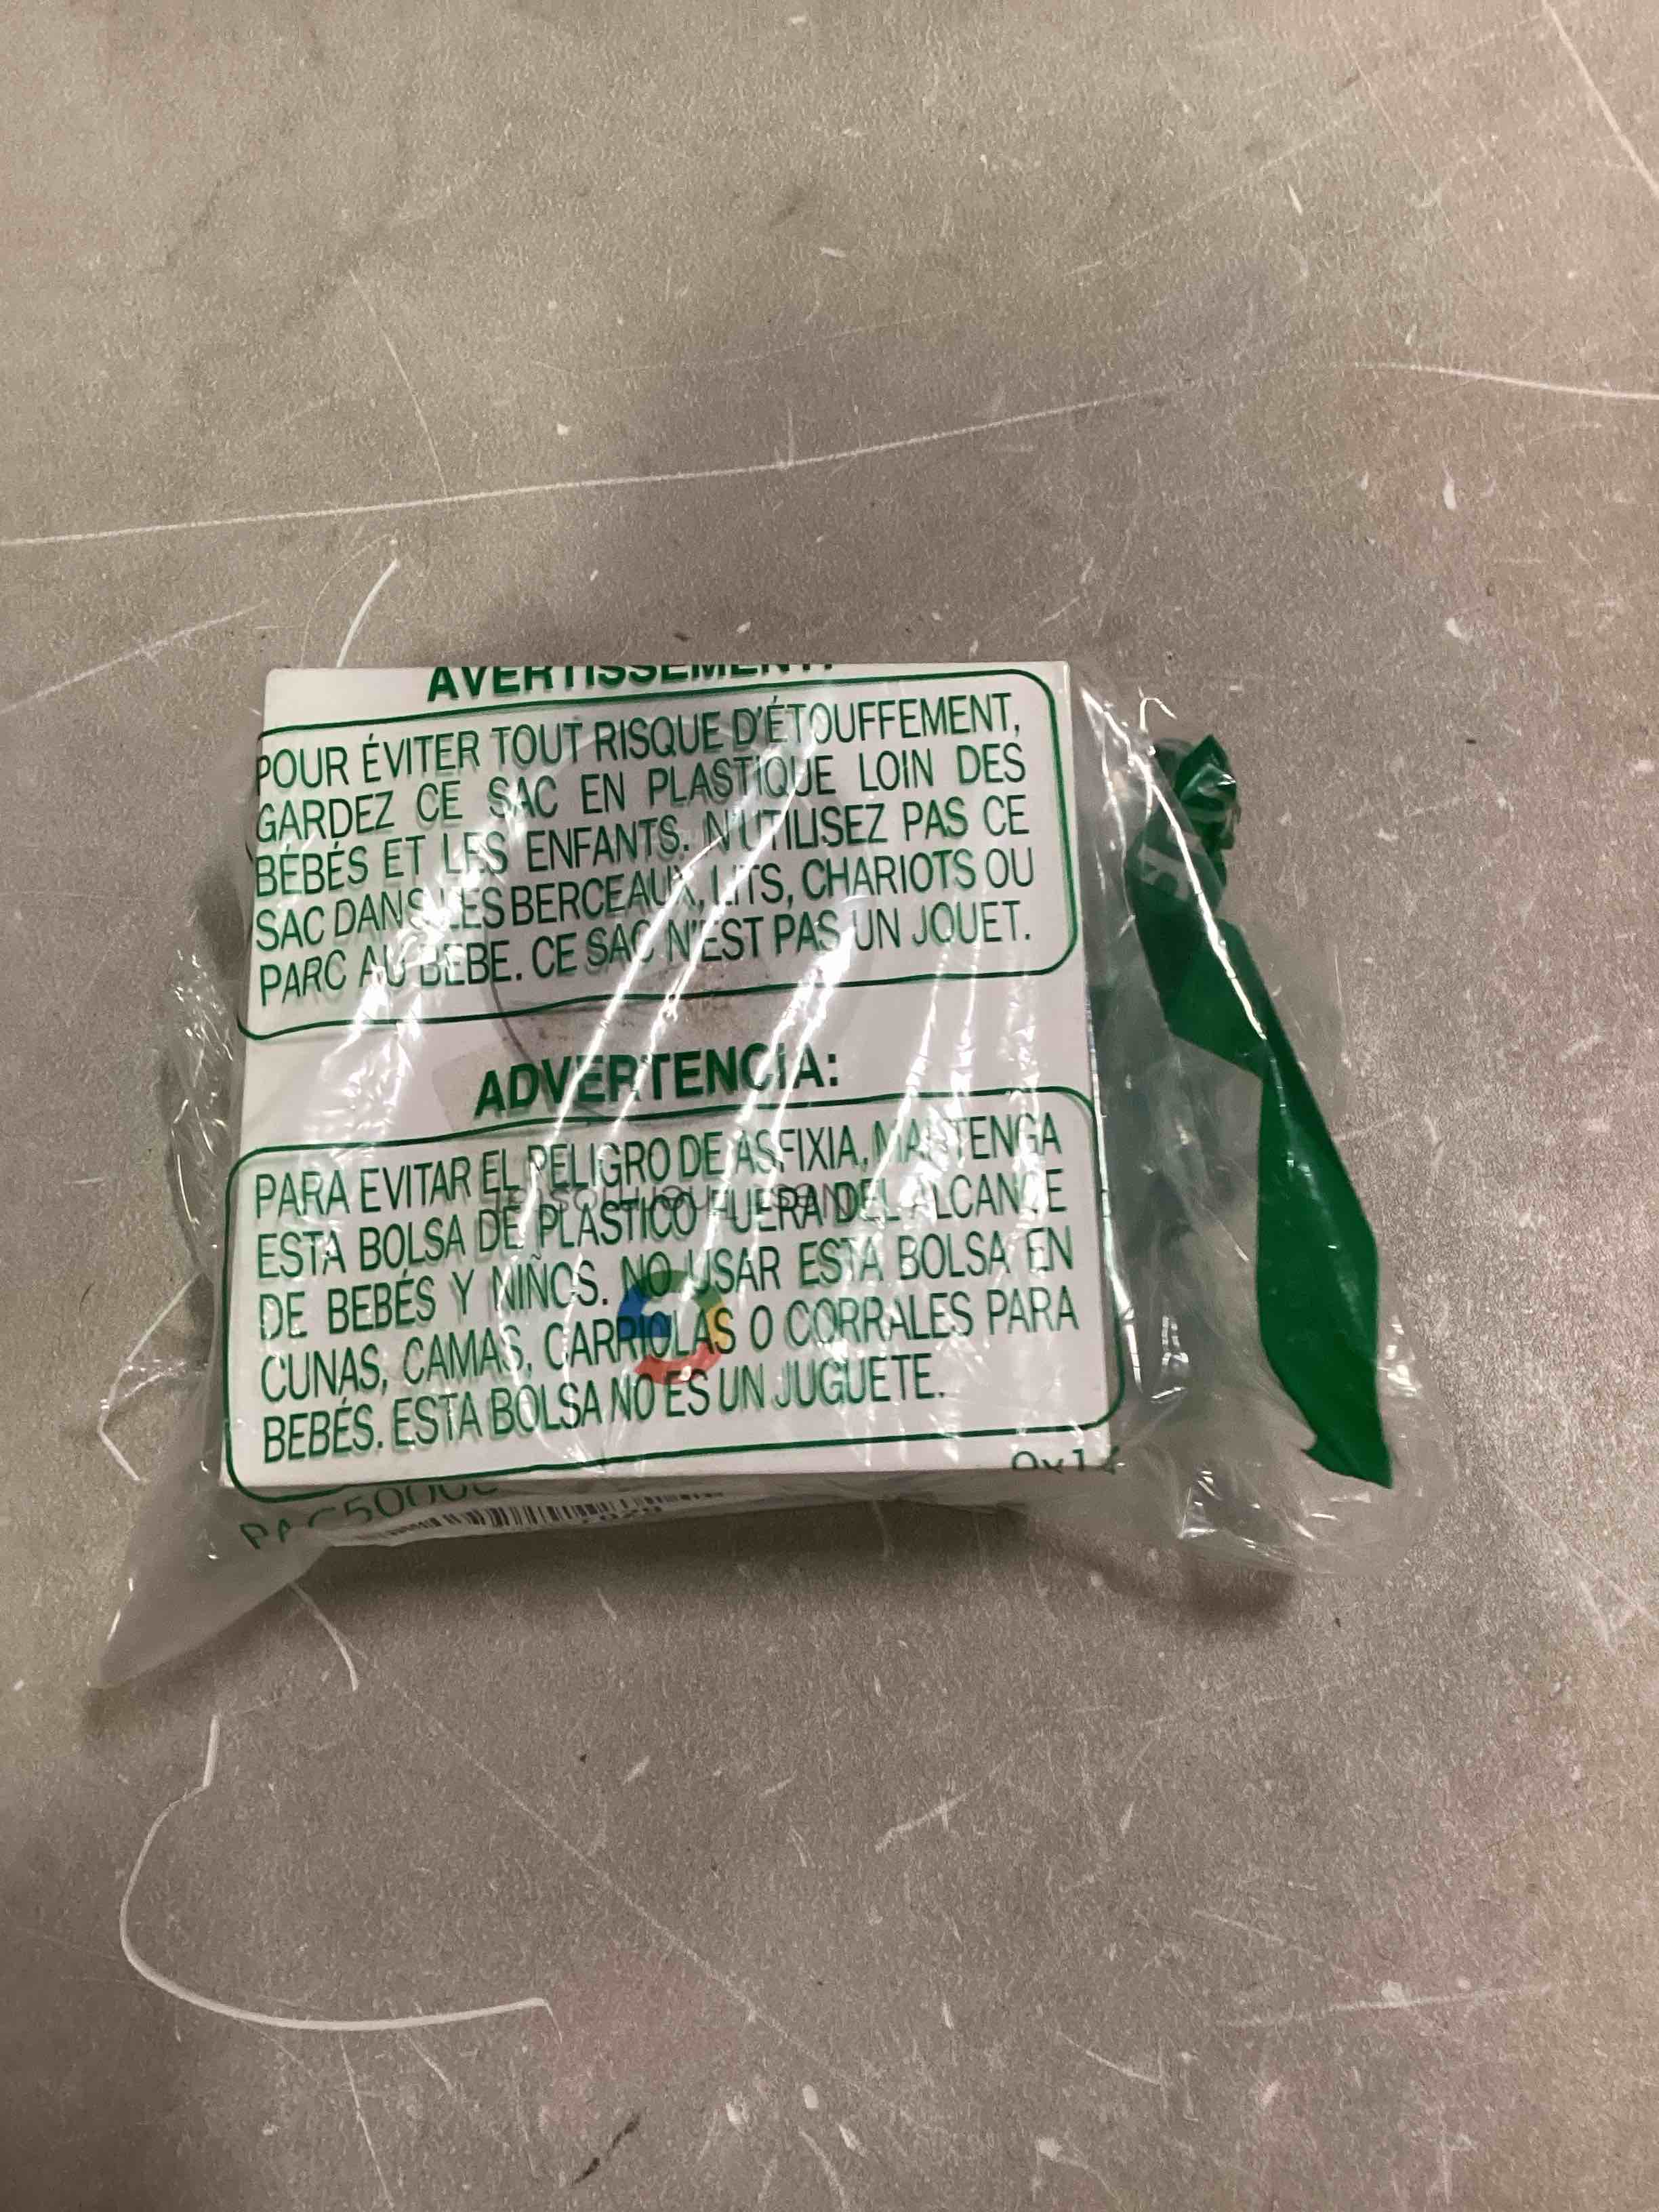 AVERTISSEMENT:
POUR ÉVITER TOUT RISQUE D'ÉTOUFFEMENT,
GARDEZ CE SAC EN PLASTIQUE LOIN DES
BÉBÉS ET LES ENFANTS. N'UTILISEZ PAS CE
SAC DANS LES BERCEAUX, LITS, CHARIOTS OU
PARC AU BEBE. CE SAC N'EST PAS UN JOUET.
ADVERTENCIA:
PARA EVITAR EL PELIGRO DE ASFIXIA, MANTENGA
ESTA BOLSA DE PLASTICO FUERA DEL ALCANCE
DE BEBÉS Y NIÑOS. NO USAR ESTA BOLSA EN
CUNAS, CAMAS, CARRIOLAS O CORRALES PARA
BEBÉS. ESTA BOLSA NO ES UN JUGUETE.